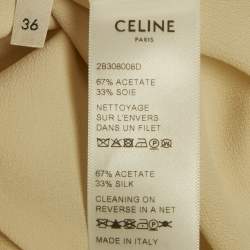 36
CELINE
PARIS
2B308008D
67% ACETATE
33% SOIE
NETTOYAGE
SUR L'ENVERS
DANS UN FILET
67% ACETATE
33% SILK
CLEANING ON
REVERSE IN A NET
MADE IN ITALY